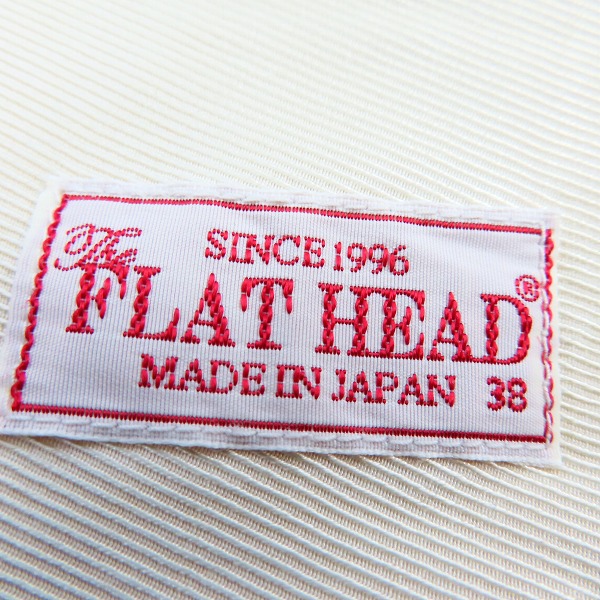 SINCE 1996
The
FLAT HEAD®
MADE IN JAPAN 38